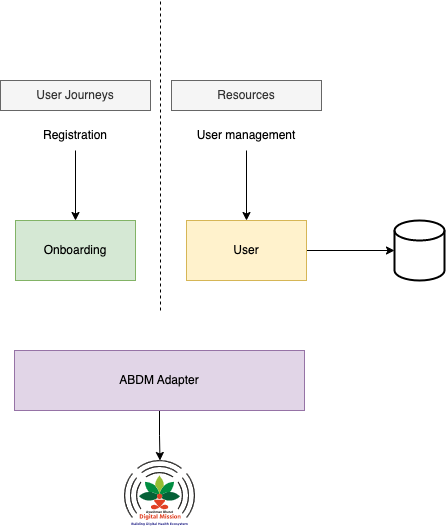 User Journeys
Resources
Registration
User management
Onboarding
User
ABDM Adapter
Ayushman Bharat
Digital Mission
Building Digital Health Ecosystem